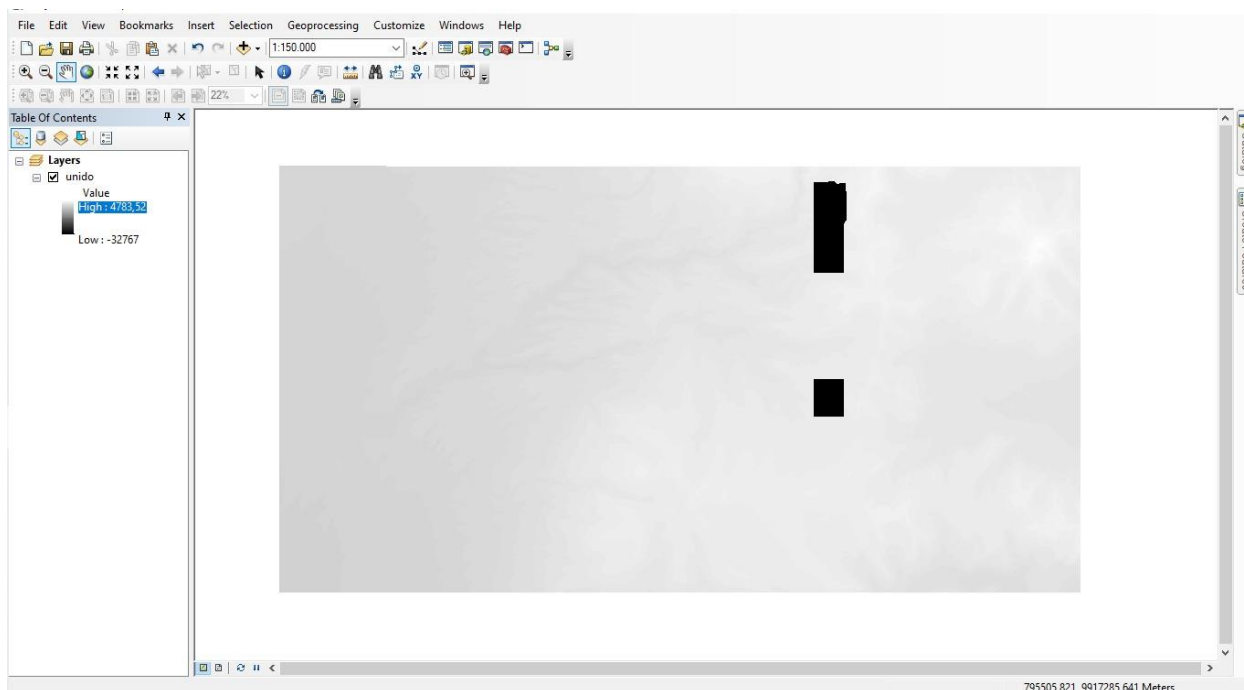 File Edit View Bookmarks Insert Selection Geoprocessing Customize Windows Help
1:150.000
22%
Table Of Contents
Layers
unido
Value
High : 4783,52
Low : -32767
795505,821 9917285,641 Meters